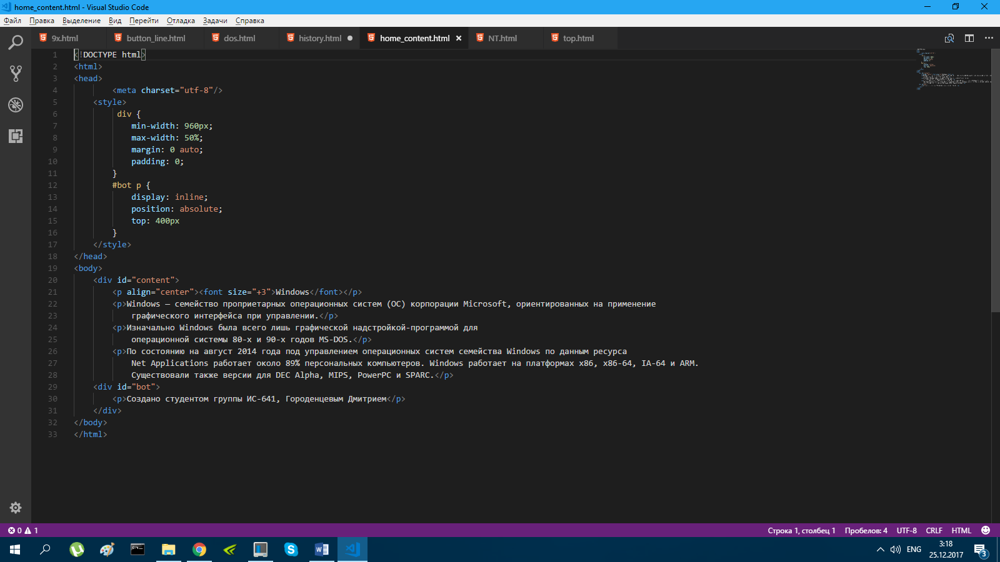 home_content.html - Visual Studio Code
Файл Правка Выделение Вид Перейти Отладка Задачи Справка
9x.html button_line.html dos.html history.html home_content.html NT.html top.html
1 <!DOCTYPE html>
2 <html>
3 <head>
4 <meta charset="utf-8"/>
5 <style>
6 div {
7 min-width: 960px;
8 max-width: 50%;
9 margin: 0 auto;
10 padding: 0;
11 }
12 #bot p {
13 display: inline;
14 position: absolute;
15 top: 400px
16 }
17 </style>
18 </head>
19 <body>
20 <div id="content">
21 <p align="center"><font size="+3">Windows</font></p>
22 <p>Windows — семейство проприетарных операционных систем (ОС) корпорации Microsoft, ориентированных на применение
23 графического интерфейса при управлении.</p>
24 <p>Изначально Windows была всего лишь графической надстройкой-программой для
25 операционной системы 80-х и 90-х годов MS-DOS.</p>
26 <p>По состоянию на август 2014 года под управлением операционных систем семейства Windows по данным ресурса
27 Net Applications работает около 89% персональных компьютеров. Windows работает на платформах x86, x86-64, IA-64 и ARM.
28 Существовали также версии для DEC Alpha, MIPS, PowerPC и SPARC.</p>
29 <div id="bot">
30 <p>Создано студентом группы ИС-641, Городенцевым Дмитрием</p>
31 </div>
32 </body>
33 </html>
0 1 Строка 1, столбец 1 Пробелов: 4 UTF-8 CRLF HTML
ENG 3:18
25.12.2017 3